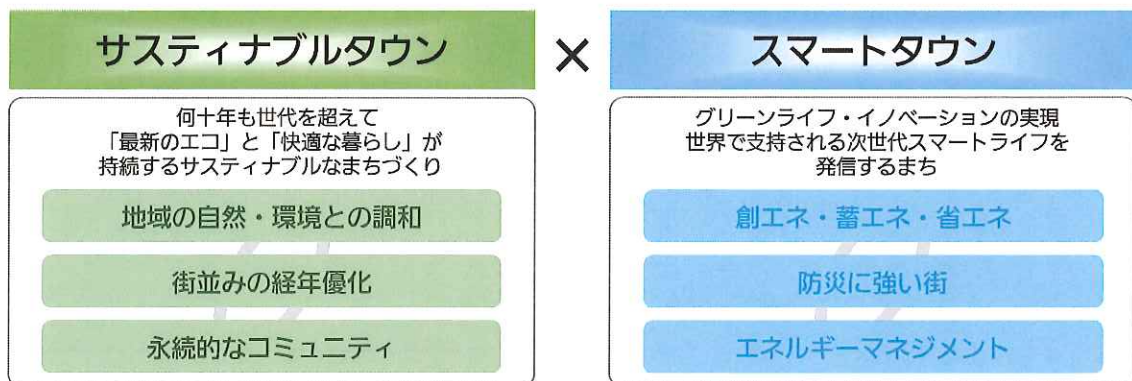 サスティナブルタウン
×
スマートタウン
何十年も世代を超えて
「最新のエコ」と「快適な暮らし」が
持続するサスティナブルなまちづくり
地域の自然・環境との調和
街並みの経年優化
永続的なコミュニティ
グリーンライフ・イノベーションの実現
世界で支持される次世代スマートライフを
発信するまち
創エネ・蓄エネ・省エネ
防災に強い街
エネルギーマネジメント